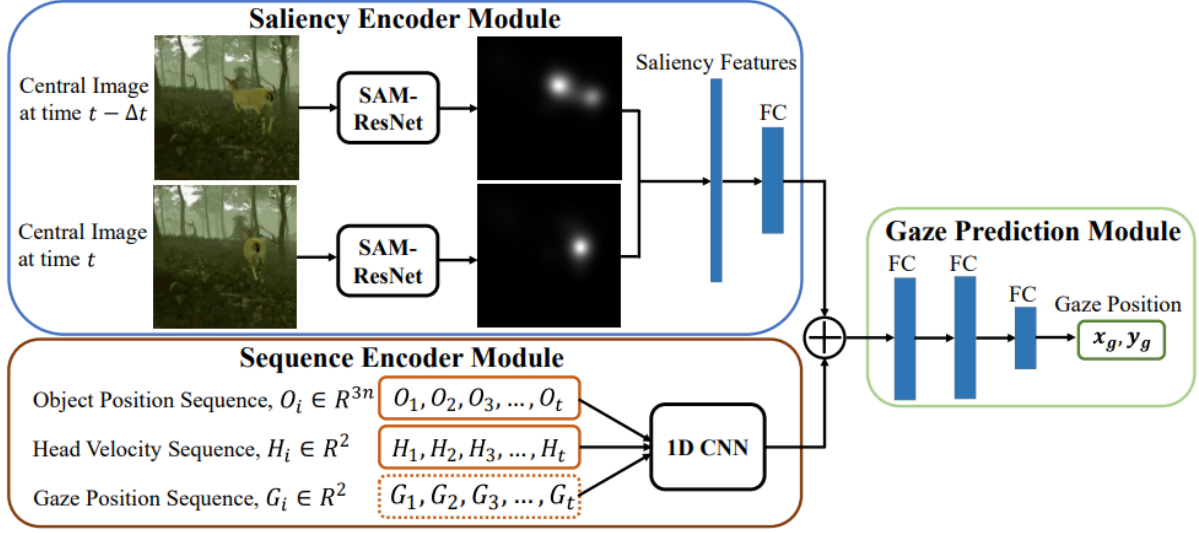 Saliency Encoder Module
Central Image
at time t − Δt
SAM-
ResNet
Saliency Features
FC
Central Image
at time t
SAM-
ResNet
Gaze Prediction Module
FC
FC
FC
Gaze Position
x_g, y_g
Sequence Encoder Module
Object Position Sequence, O_i ∈ R^{3n}
O_1, O_2, O_3, ..., O_t
Head Velocity Sequence, H_i ∈ R^2
H_1, H_2, H_3, ..., H_t
Gaze Position Sequence, G_i ∈ R^2
G_1, G_2, G_3, ..., G_t
1D CNN